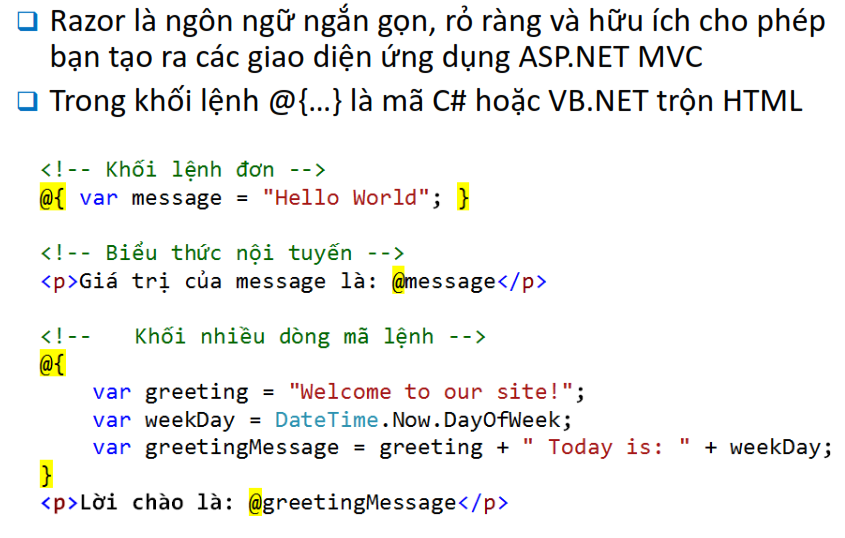 Razor là ngôn ngữ ngắn gọn, rỏ ràng và hữu ích cho phép
bạn tạo ra các giao diện ứng dụng ASP.NET MVC
Trong khối lệnh @{…} là mã C# hoặc VB.NET trộn HTML
<!-- Khối lệnh đơn -->
@{ var message = "Hello World"; }
<!-- Biểu thức nội tuyến -->
<p>Giá trị của message là: @message</p>
<!--   Khối nhiều dòng mã lệnh -->
@{
    var greeting = "Welcome to our site!";
    var weekDay = DateTime.Now.DayOfWeek;
    var greetingMessage = greeting + " Today is: " + weekDay;
}
<p>Lời chào là: @greetingMessage</p>